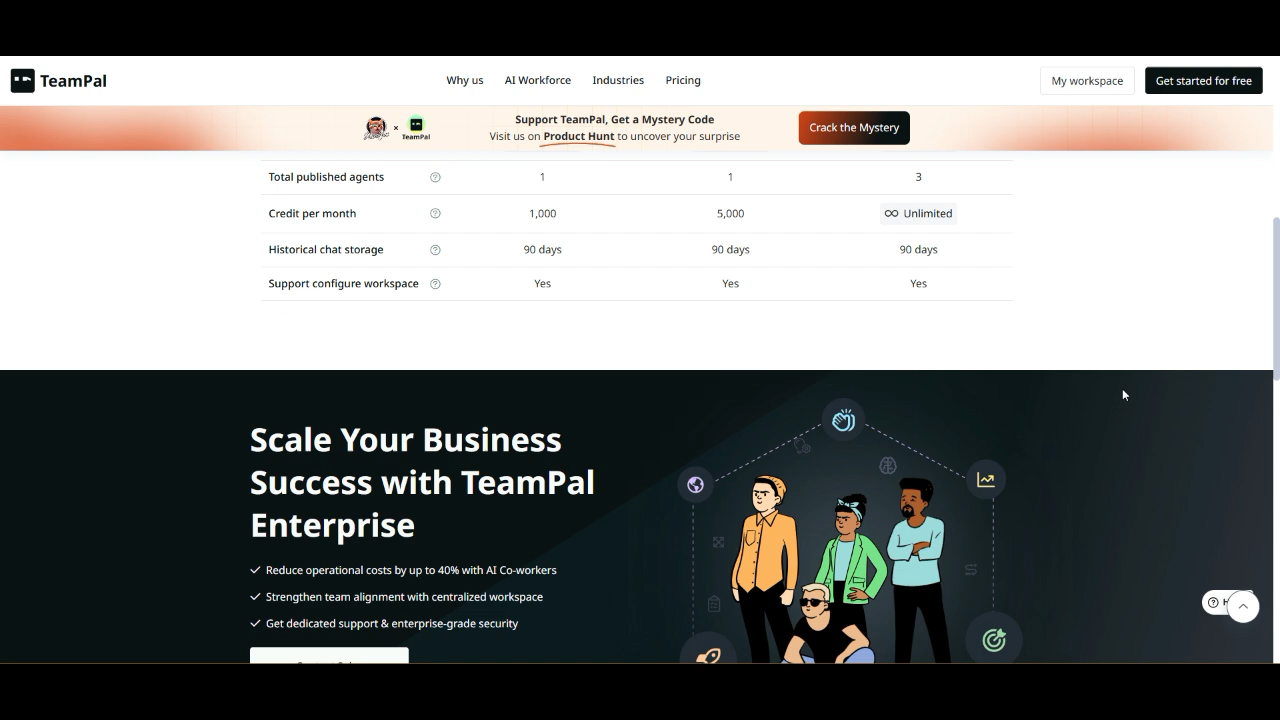 TeamPal
Why us
AI Workforce
Industries
Pricing
My workspace
Get started for free
TeamPal
Support TeamPal, Get a Mystery Code
Visit us on Product Hunt to uncover your surprise
Crack the Mystery
Total published agents 1 1 3
Credit per month 1,000 5,000 Unlimited
Historical chat storage 90 days 90 days 90 days
Support configure workspace Yes Yes Yes
Scale Your Business
Success with TeamPal
Enterprise
Reduce operational costs by up to 40% with AI Co-workers
Strengthen team alignment with centralized workspace
Get dedicated support & enterprise-grade security